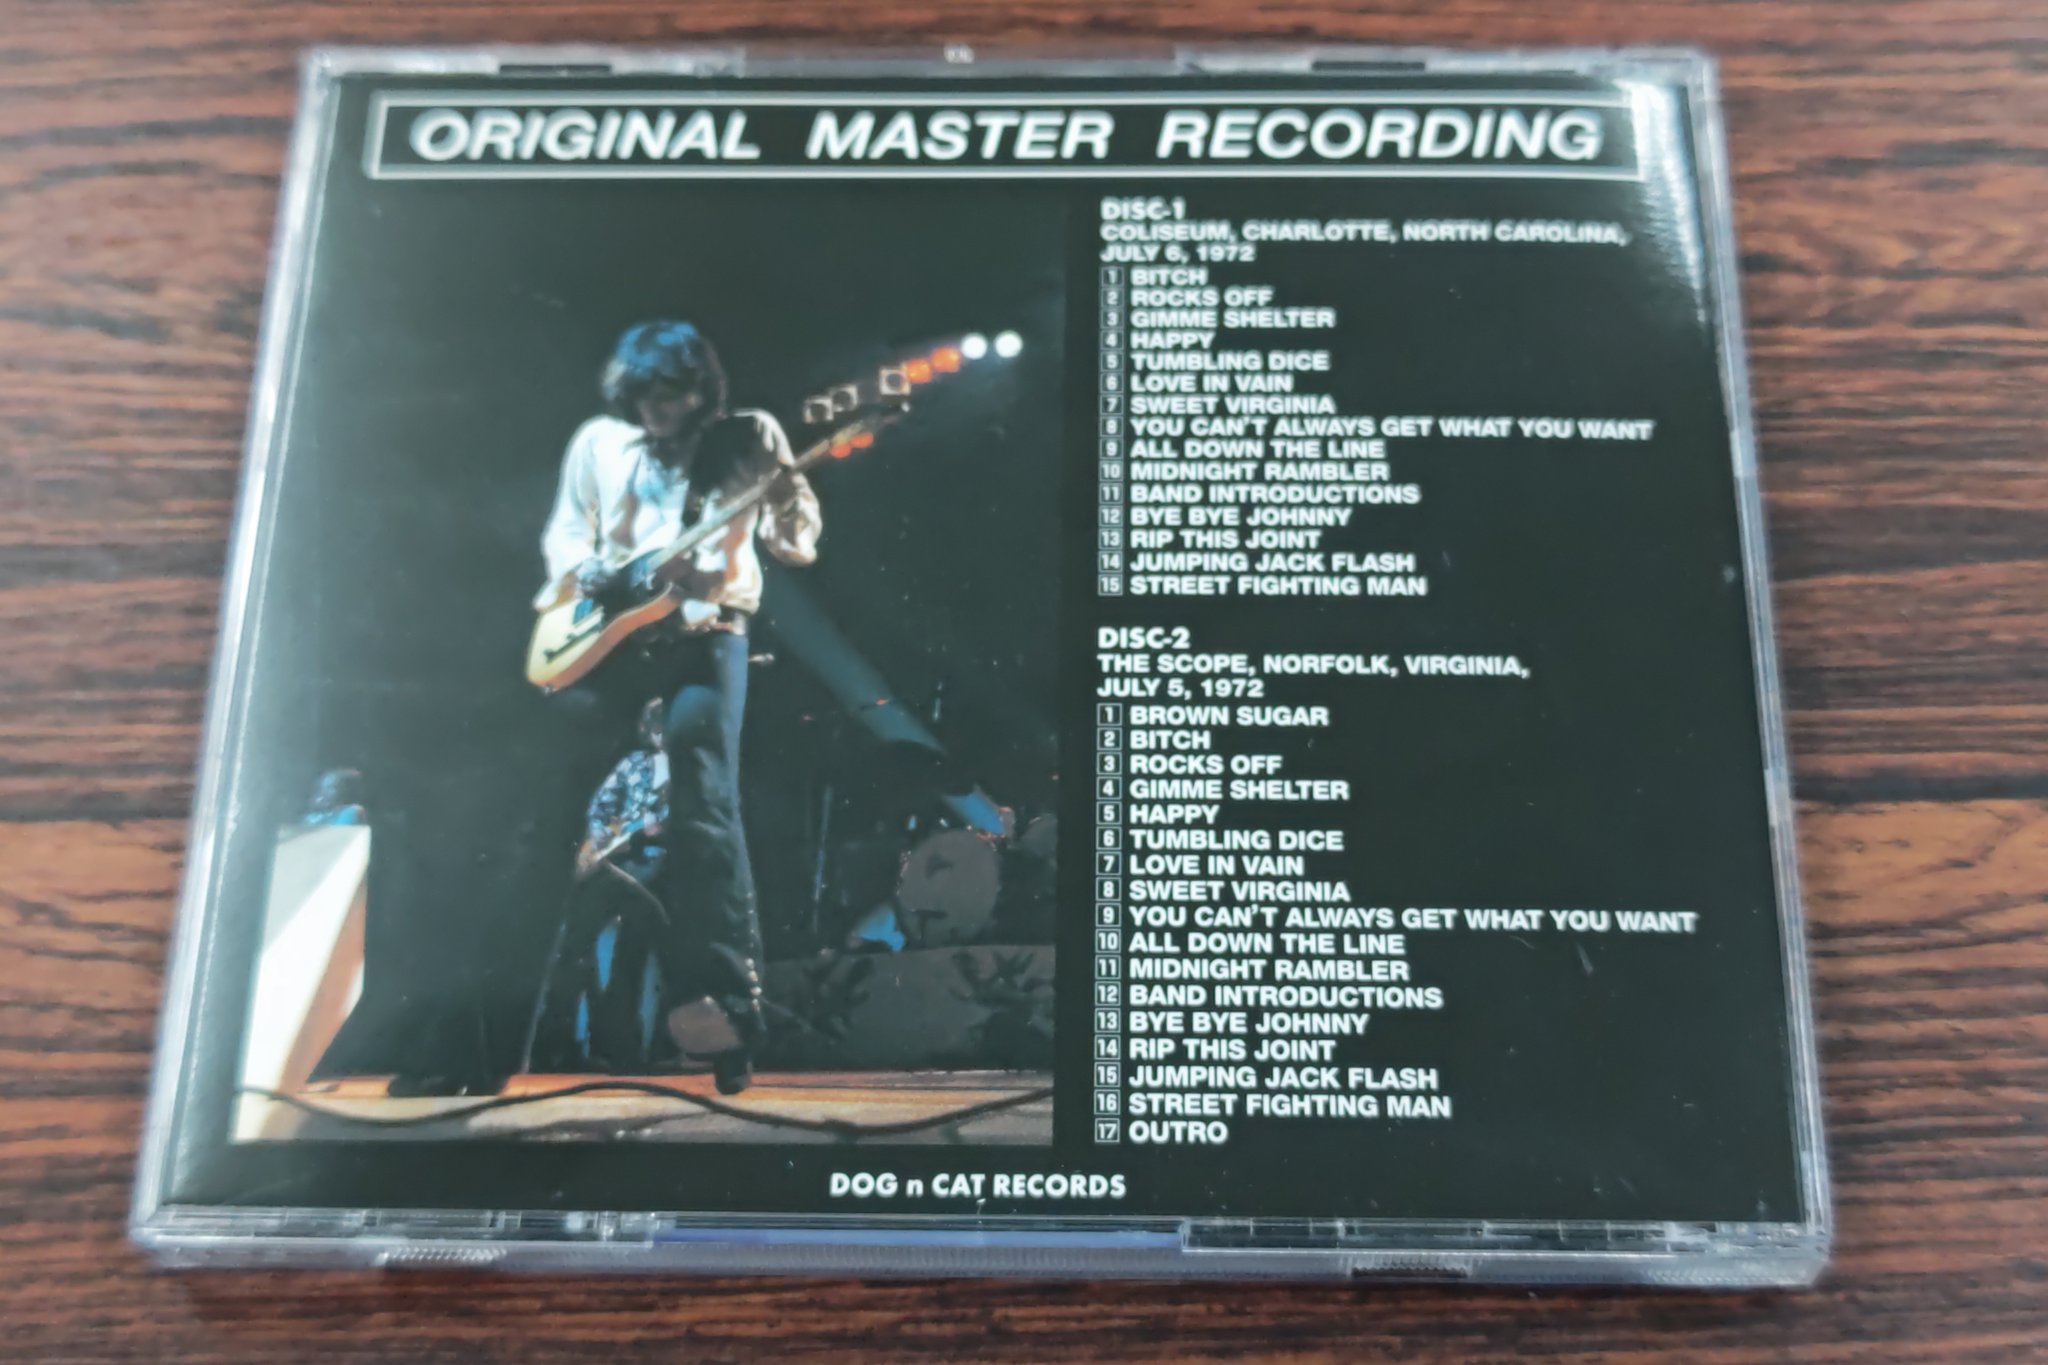 ORIGINAL MASTER RECORDING
DISC-1
COLISEUM, CHARLOTTE, NORTH CAROLINA,
JULY 6, 1972
1 BITCH
2 ROCKS OFF
3 GIMME SHELTER
4 HAPPY
5 TUMBLING DICE
6 LOVE IN VAIN
7 SWEET VIRGINIA
8 YOU CAN'T ALWAYS GET WHAT YOU WANT
9 ALL DOWN THE LINE
10 MIDNIGHT RAMBLER
11 BAND INTRODUCTIONS
12 BYE BYE JOHNNY
13 RIP THIS JOINT
14 JUMPING JACK FLASH
15 STREET FIGHTING MAN
DISC-2
THE SCOPE, NORFOLK, VIRGINIA,
JULY 5, 1972
1 BROWN SUGAR
2 BITCH
3 ROCKS OFF
4 GIMME SHELTER
5 HAPPY
6 TUMBLING DICE
7 LOVE IN VAIN
8 SWEET VIRGINIA
9 YOU CAN'T ALWAYS GET WHAT YOU WANT
10 ALL DOWN THE LINE
11 MIDNIGHT RAMBLER
12 BAND INTRODUCTIONS
13 BYE BYE JOHNNY
14 RIP THIS JOINT
15 JUMPING JACK FLASH
16 STREET FIGHTING MAN
17 OUTRO
DOG n CAT RECORDS